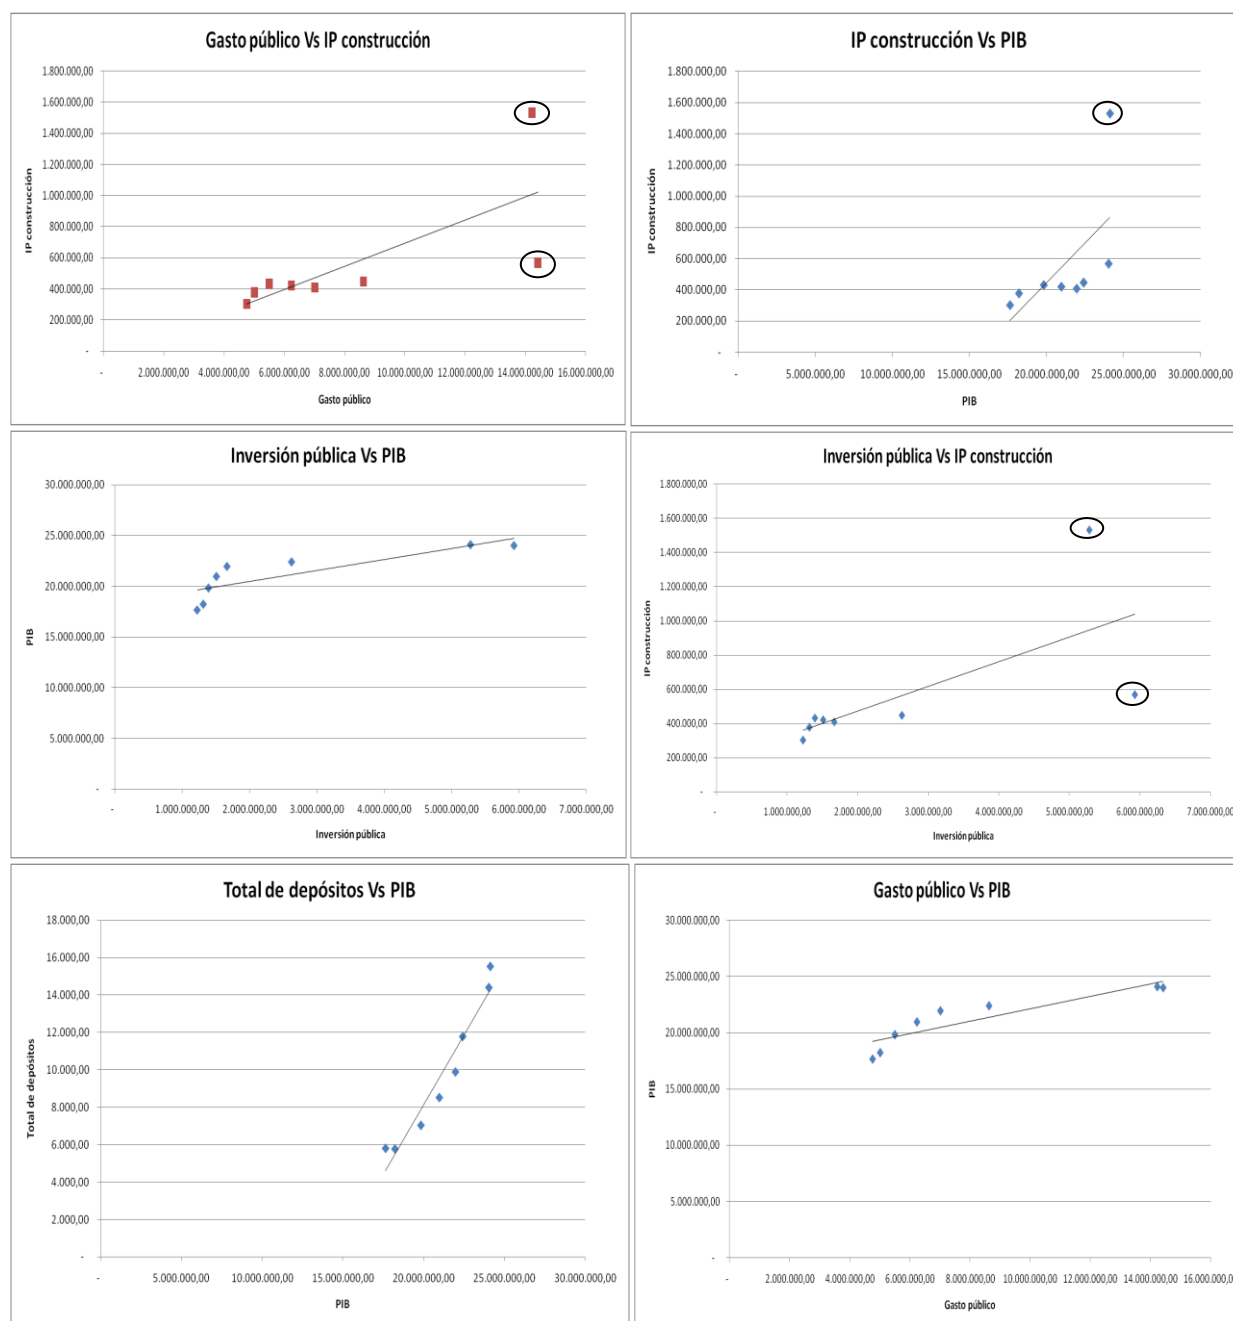 Gasto público Vs IP construcción
1.800.000,00
1.600.000,00
1.400.000,00
1.200.000,00
1.000.000,00
800.000,00
600.000,00
400.000,00
200.000,00
-
IP construcción
- 2.000.000,00 4.000.000,00 6.000.000,00 8.000.000,00 10.000.000,00 12.000.000,00 14.000.000,00 16.000.000,00
Gasto público
IP construcción Vs PIB
1.800.000,00
1.600.000,00
1.400.000,00
1.200.000,00
1.000.000,00
800.000,00
600.000,00
400.000,00
200.000,00
-
IP construcción
- 5.000.000,00 10.000.000,00 15.000.000,00 20.000.000,00 25.000.000,00 30.000.000,00
PIB
Inversión pública Vs PIB
30.000.000,00
25.000.000,00
20.000.000,00
15.000.000,00
10.000.000,00
5.000.000,00
-
PIB
- 1.000.000,00 2.000.000,00 3.000.000,00 4.000.000,00 5.000.000,00 6.000.000,00 7.000.000,00
Inversión pública
Inversión pública Vs IP construcción
1.800.000,00
1.600.000,00
1.400.000,00
1.200.000,00
1.000.000,00
800.000,00
600.000,00
400.000,00
200.000,00
-
IP construcción
- 1.000.000,00 2.000.000,00 3.000.000,00 4.000.000,00 5.000.000,00 6.000.000,00 7.000.000,00
Inversión pública
Total de depósitos Vs PIB
18.000,00
16.000,00
14.000,00
12.000,00
10.000,00
8.000,00
6.000,00
4.000,00
2.000,00
-
Total de depósitos
- 5.000.000,00 10.000.000,00 15.000.000,00 20.000.000,00 25.000.000,00 30.000.000,00
PIB
Gasto público Vs PIB
30.000.000,00
25.000.000,00
20.000.000,00
15.000.000,00
10.000.000,00
5.000.000,00
-
PIB
- 2.000.000,00 4.000.000,00 6.000.000,00 8.000.000,00 10.000.000,00 12.000.000,00 14.000.000,00 16.000.000,00
Gasto público